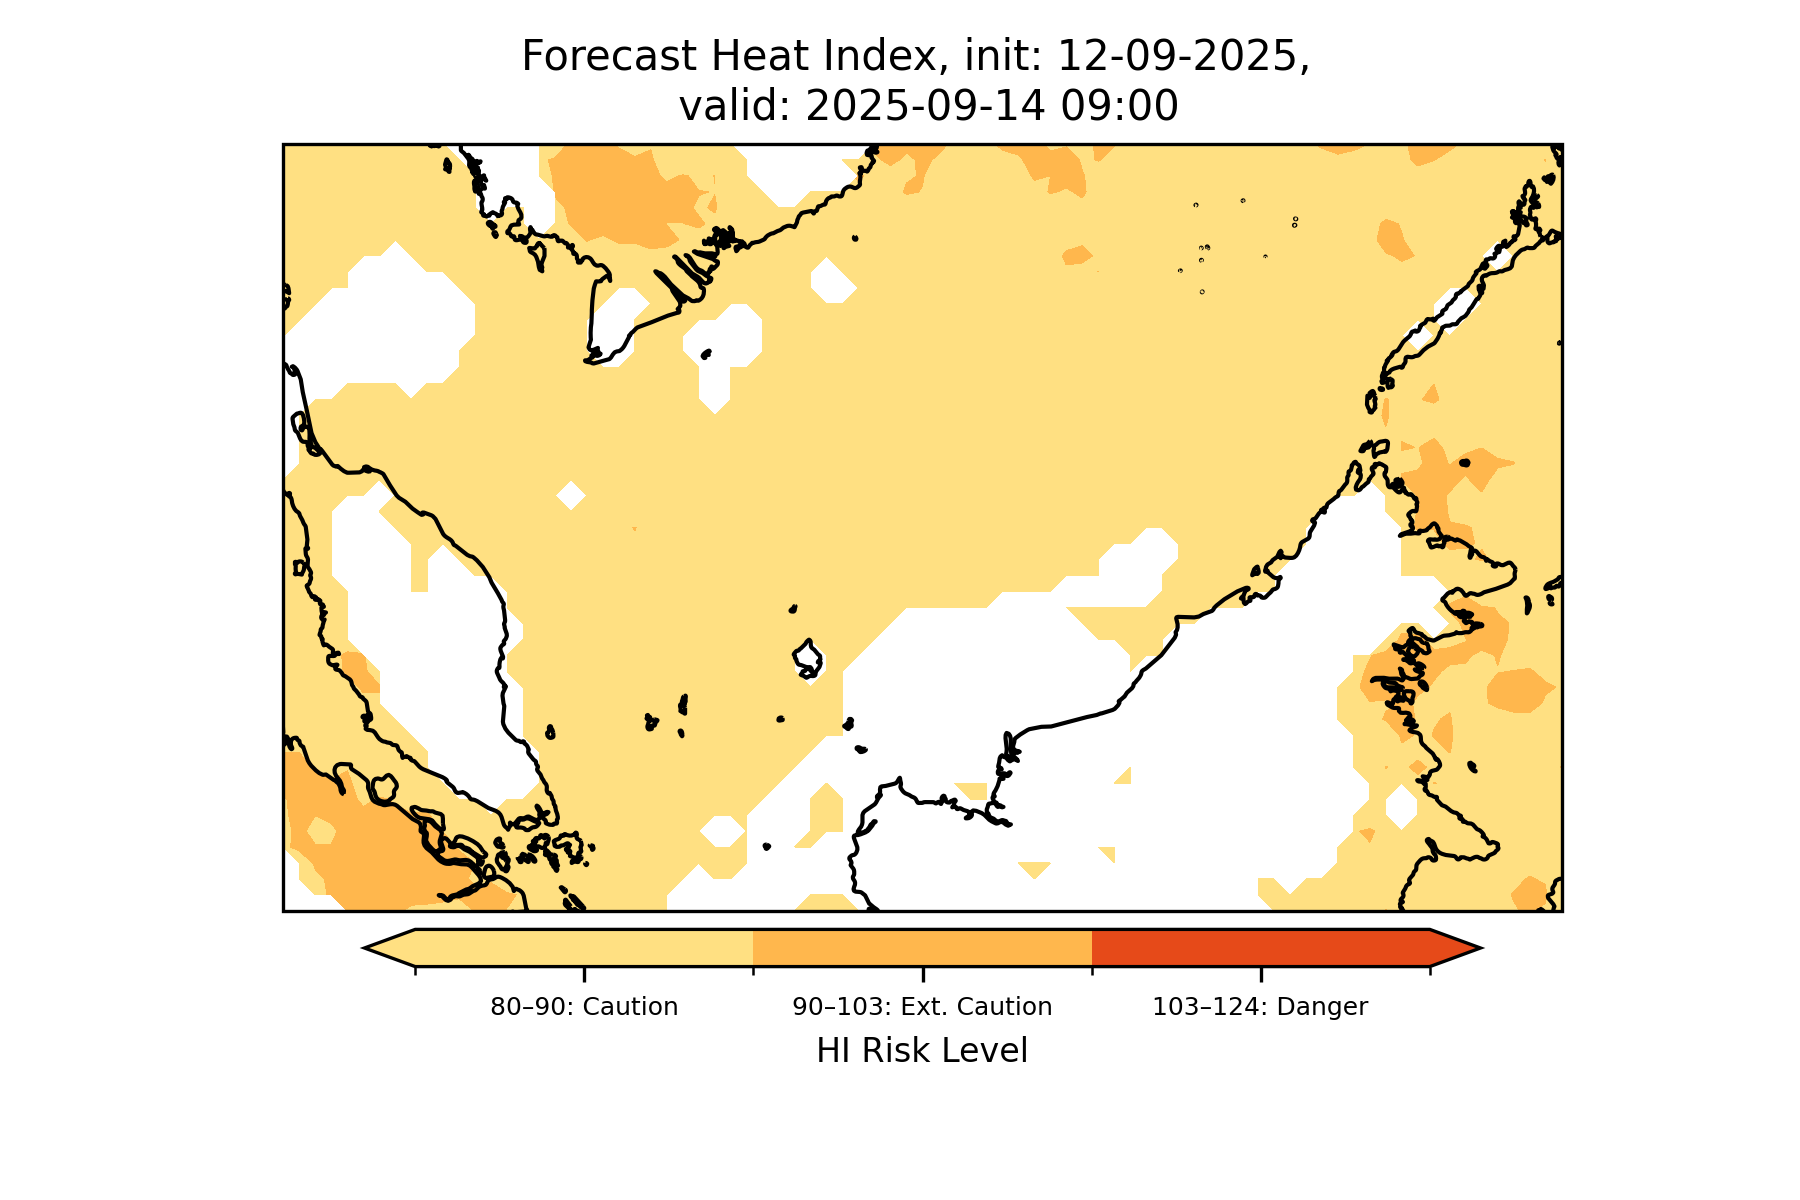 Forecast Heat Index, init: 12-09-2025,
valid: 2025-09-14 09:00
80–90: Caution
90–103: Ext. Caution
103–124: Danger
HI Risk Level